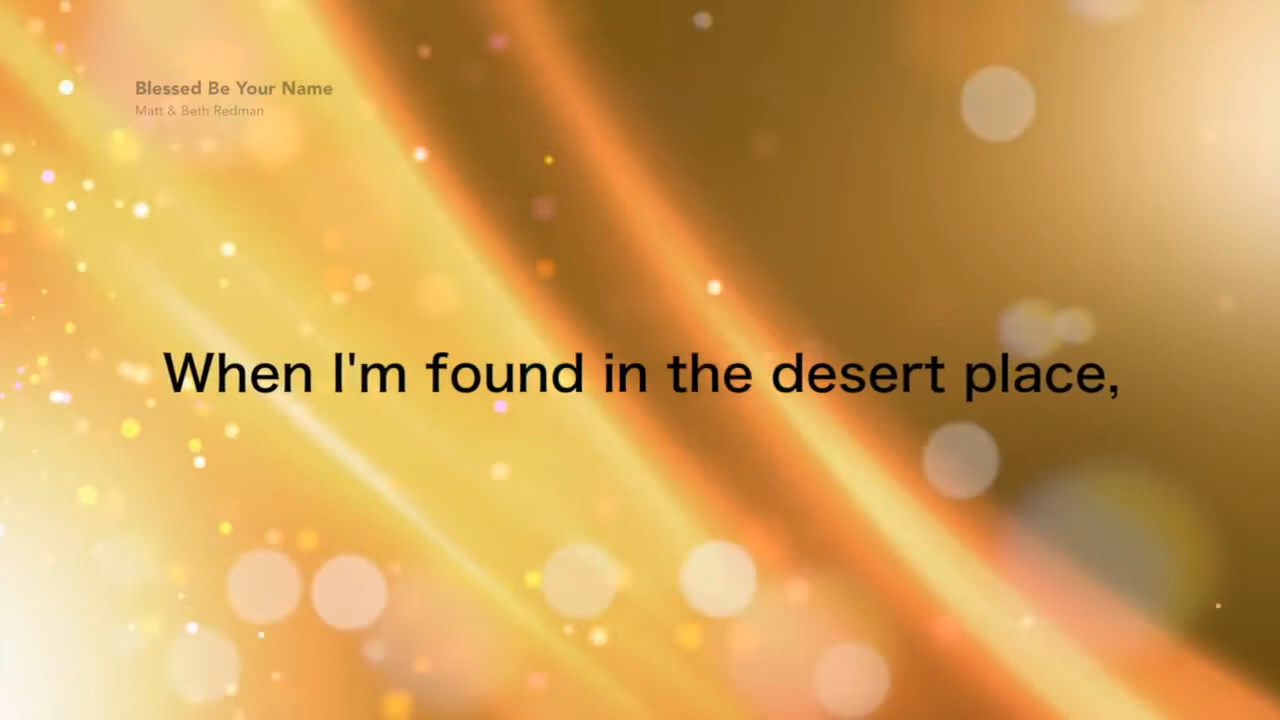 Blessed Be Your Name
Matt & Beth Redman
When I'm found in the desert place,